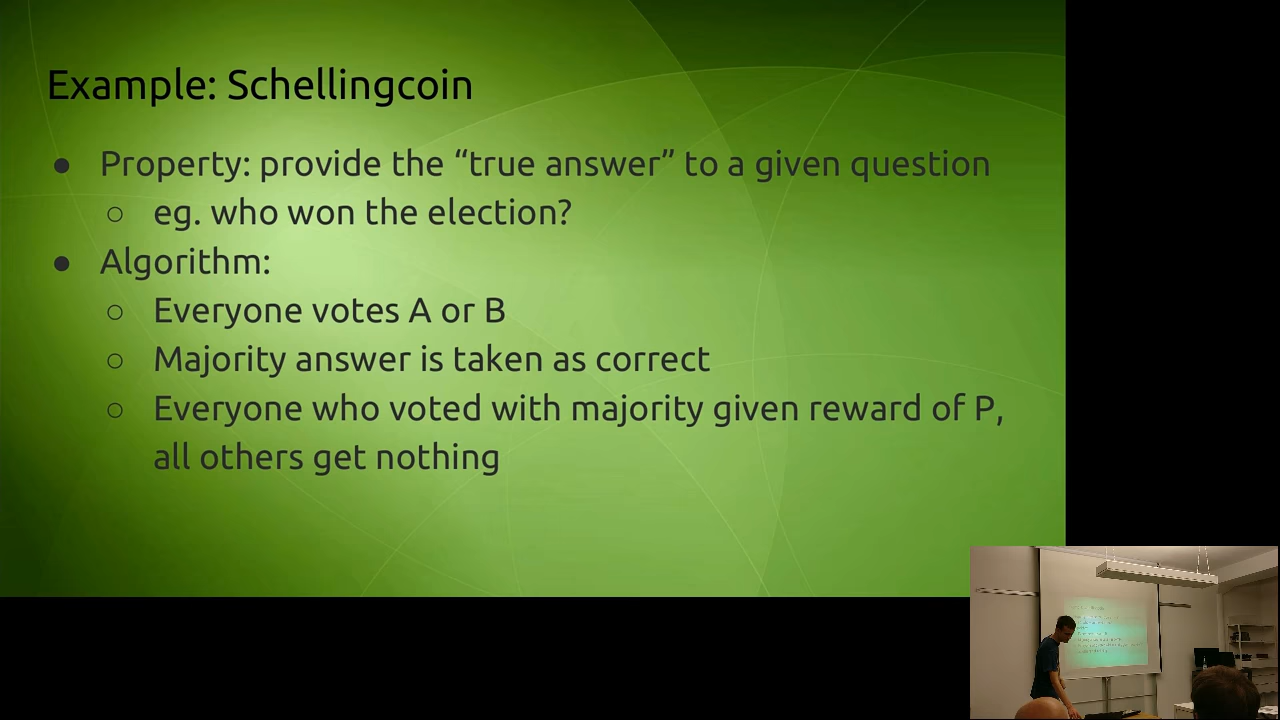 Example: Schellingcoin
● Property: provide the “true answer” to a given question
○ eg. who won the election?
● Algorithm:
○ Everyone votes A or B
○ Majority answer is taken as correct
○ Everyone who voted with majority given reward of P,
all others get nothing